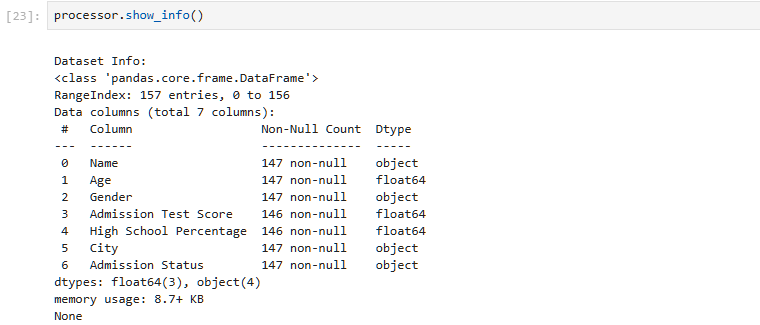 [23]: processor.show_info()
Dataset Info:
<class 'pandas.core.frame.DataFrame'>
RangeIndex: 157 entries, 0 to 156
Data columns (total 7 columns):
 #   Column                  Non-Null Count  Dtype
---  ------                  --------------  -----
 0   Name                    147 non-null    object
 1   Age                     147 non-null    float64
 2   Gender                  147 non-null    object
 3   Admission Test Score    146 non-null    float64
 4   High School Percentage  146 non-null    float64
 5   City                    147 non-null    object
 6   Admission Status        147 non-null    object
dtypes: float64(3), object(4)
memory usage: 8.7+ KB
None